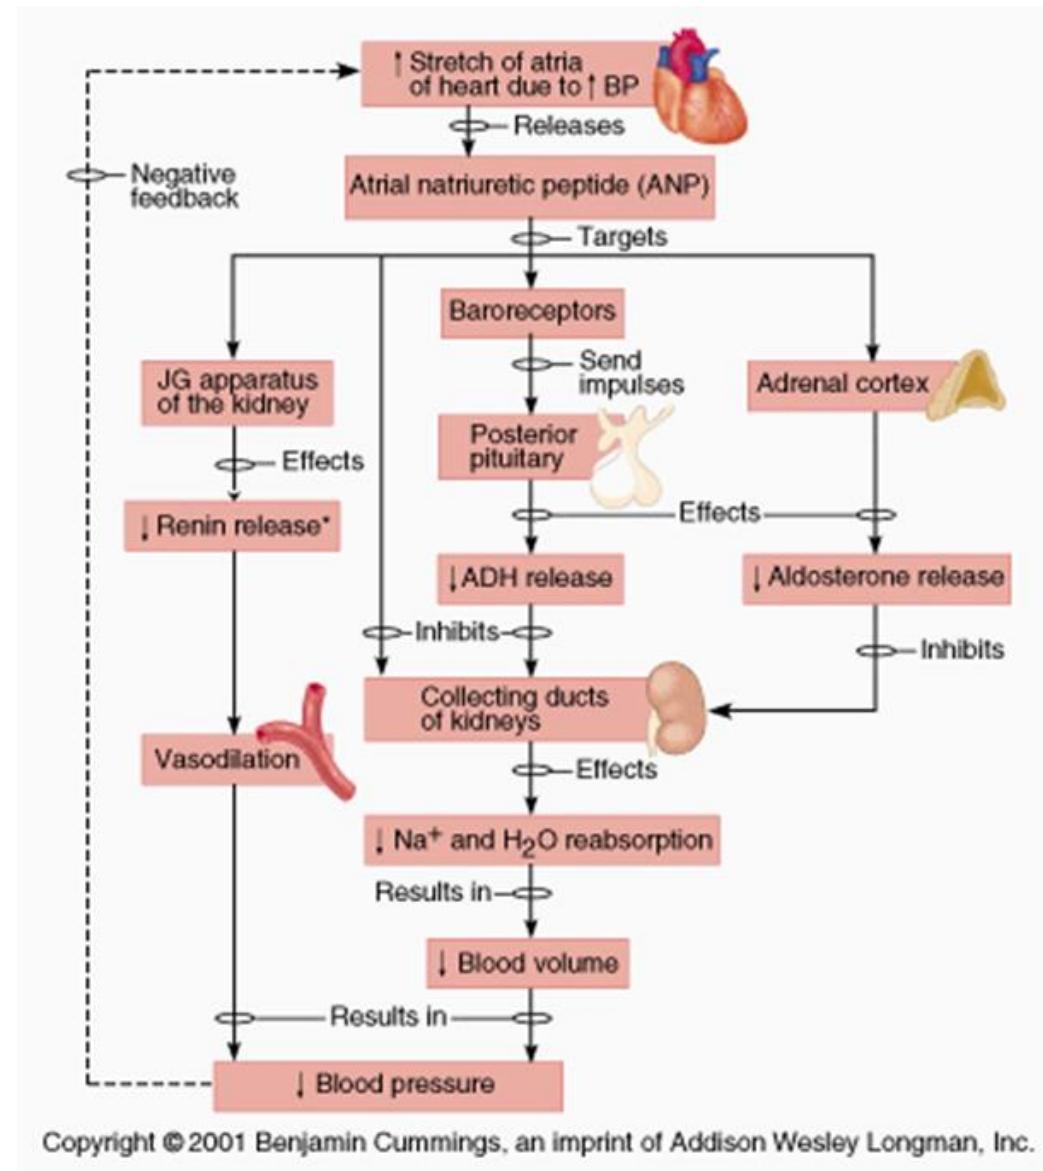 ↑ Stretch of atria
of heart due to ↑ BP
Releases
Atrial natriuretic peptide (ANP)
Negative
feedback
Targets
Baroreceptors
Send
impulses
JG apparatus
of the kidney
Adrenal cortex
Posterior
pituitary
Effects
↓ Renin release*
Effects
↓ ADH release
↓ Aldosterone release
Inhibits
Inhibits
Collecting ducts
of kidneys
Vasodilation
Effects
↓ Na⁺ and H₂O reabsorption
Results in
↓ Blood volume
Results in
↓ Blood pressure
Copyright © 2001 Benjamin Cummings, an imprint of Addison Wesley Longman, Inc.